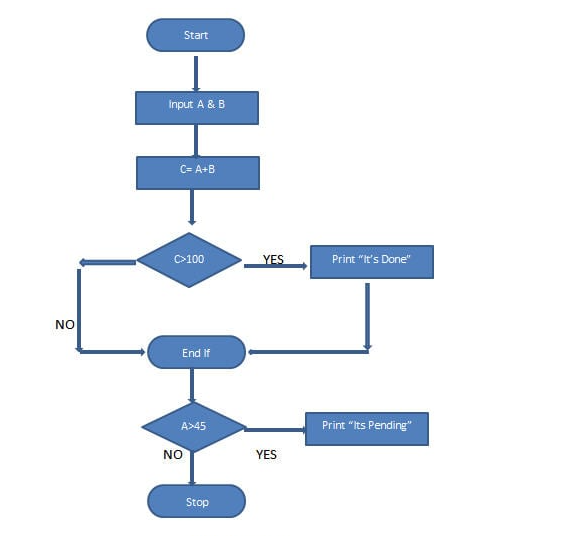 Start
Input A & B
C= A+B
C>100
YES
Print “It’s Done”
NO
End If
A>45
Print “Its Pending”
NO
YES
Stop